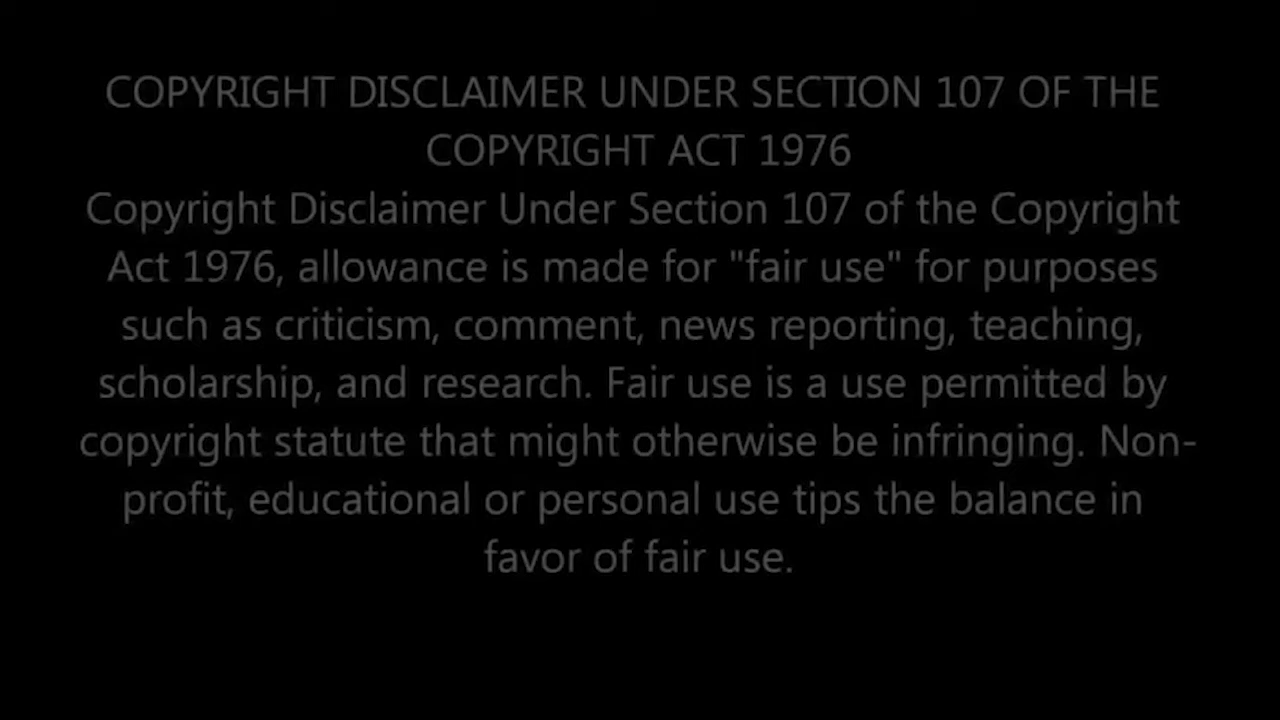 COPYRIGHT DISCLAIMER UNDER SECTION 107 OF THE
COPYRIGHT ACT 1976
Copyright Disclaimer Under Section 107 of the Copyright
Act 1976, allowance is made for "fair use" for purposes
such as criticism, comment, news reporting, teaching,
scholarship, and research. Fair use is a use permitted by
copyright statute that might otherwise be infringing. Non-
profit, educational or personal use tips the balance in
favor of fair use.